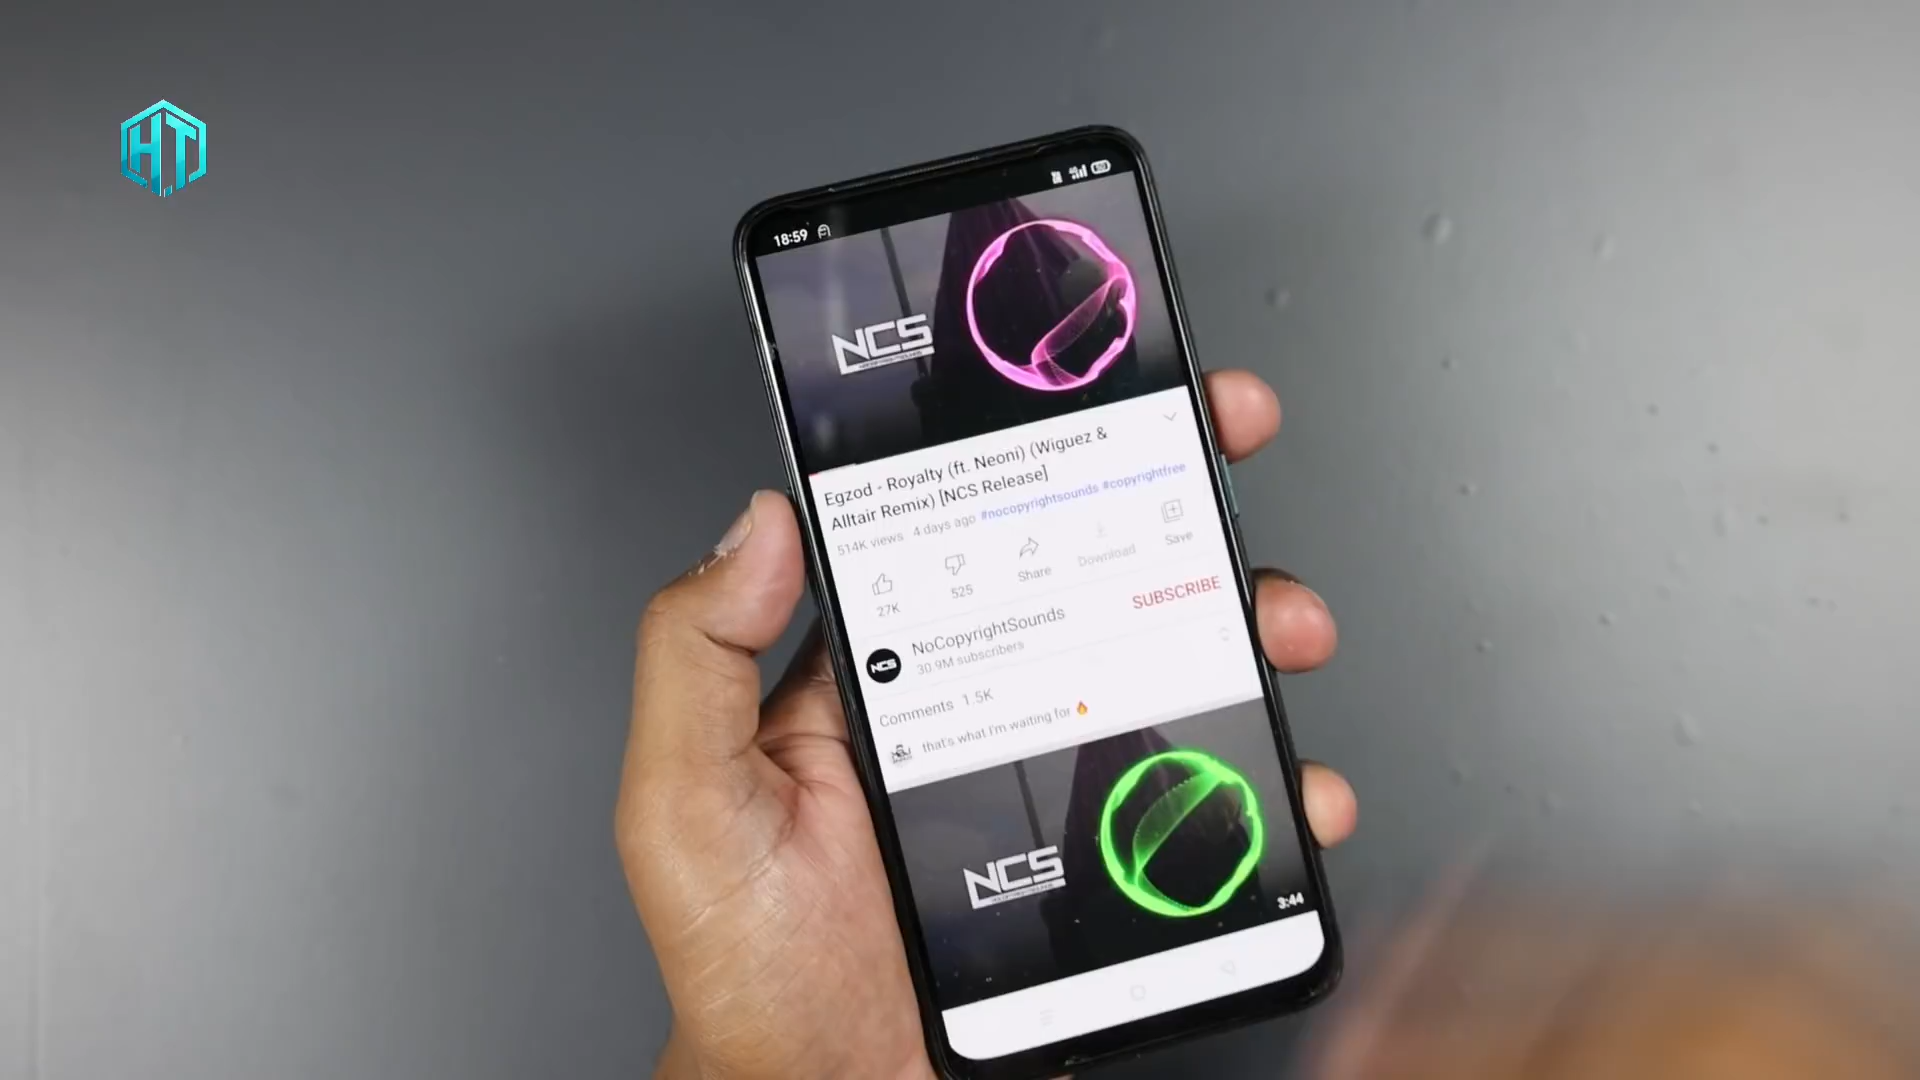 HT
18:59
NCS
Egzod - Royalty (ft. Neoni) (Wiguez &
Alltair Remix) [NCS Release]
514K views 4 days ago #nocopyrightsounds #copyrightfree
27K
525
Share
Download
Save
NCS
NoCopyrightSounds
30.9M subscribers
SUBSCRIBE
Comments 1.5K
that's what I'm waiting for 🔥
NCS
3:44